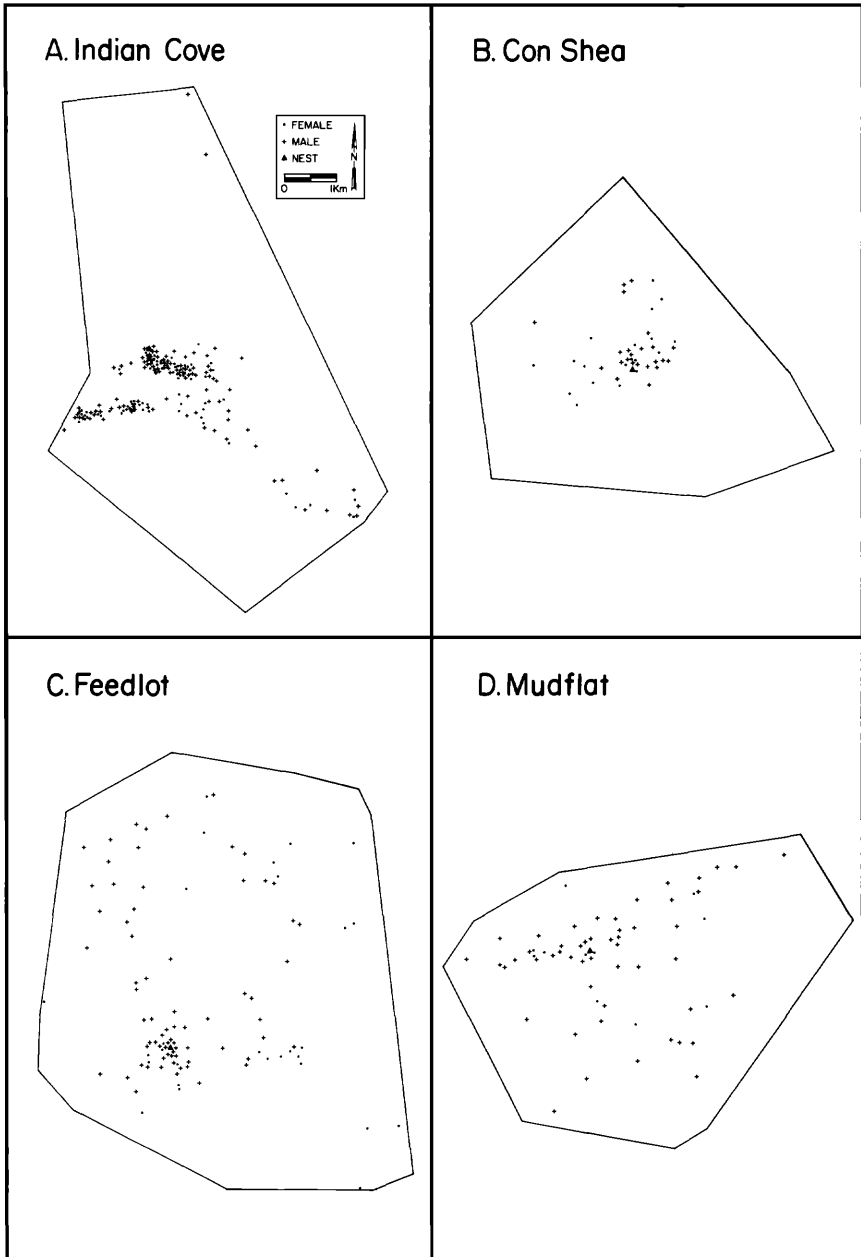 A. Indian Cove
B. Con Shea
• FEMALE
+ MALE
▲ NEST
N
0 1Km
C. Feedlot
D. Mudflat